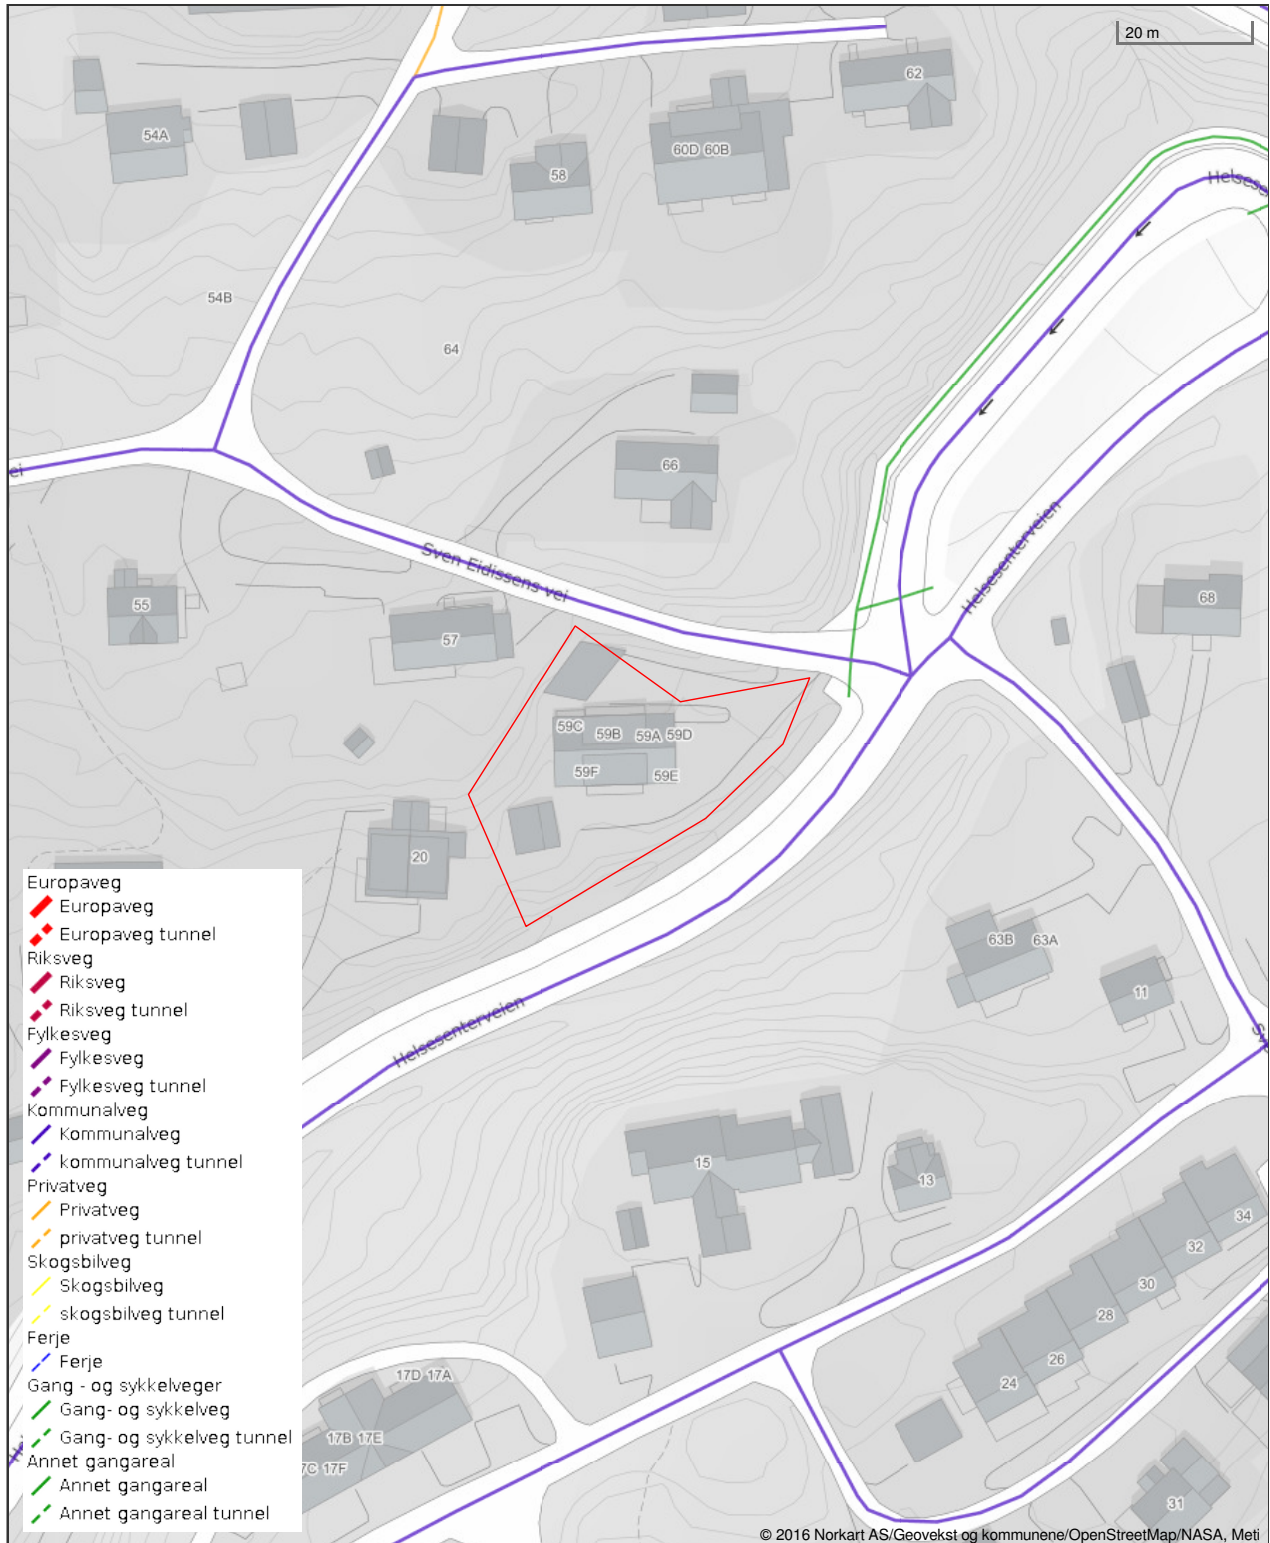 20 m
62
54A
60D 60B
58
Helsese
54B
64
ei
66
Sven Eidissens vei
Helsesenterveien
55
57
68
59C 59B 59A 59D
59F 59E
20
Europaveg
Europaveg
Europaveg tunnel
Riksveg
Riksveg
Riksveg tunnel
Fylkesveg
Fylkesveg
Fylkesveg tunnel
Kommunalveg
Kommunalveg
kommunalveg tunnel
Privatveg
Privatveg
privatveg tunnel
Skogsbilveg
Skogsbilveg
skogsbilveg tunnel
Ferje
Ferje
Gang - og sykkelveger
Gang- og sykkelveg
Gang- og sykkelveg tunnel
Annet gangareal
Annet gangareal
Annet gangareal tunnel
Helsesenterveien
63B 63A
11
15
13
34
32
30
28
26
24
17D 17A
17B 17E
7C 17F
31
© 2016 Norkart AS/Geovekst og kommunene/OpenStreetMap/NASA, Meti